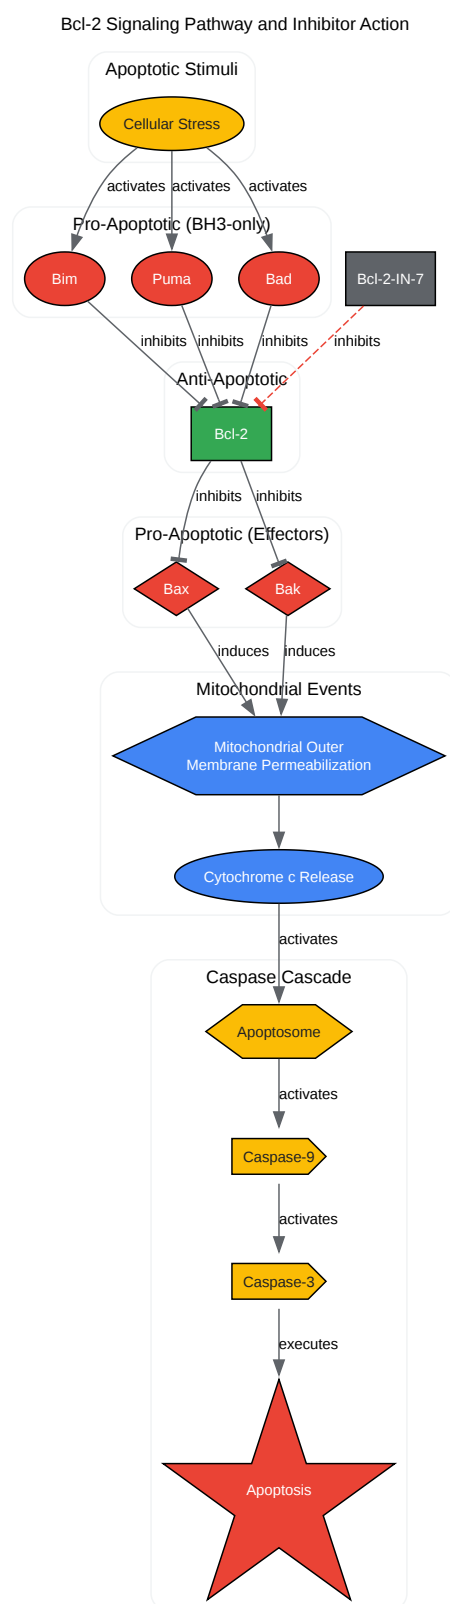 Bcl-2 Signaling Pathway and Inhibitor Action
Apoptotic Stimuli
Cellular Stress
activates
activates
activates
Pro-Apoptotic (BH3-only)
Bim
Puma
Bad
Bcl-2-IN-7
inhibits
inhibits
inhibits
inhibits
Anti-Apoptotic
Bcl-2
inhibits
inhibits
Pro-Apoptotic (Effectors)
Bax
Bak
induces
induces
Mitochondrial Events
Mitochondrial Outer
Membrane Permeabilization
Cytochrome c Release
activates
Caspase Cascade
Apoptosome
activates
Caspase-9
activates
Caspase-3
executes
Apoptosis